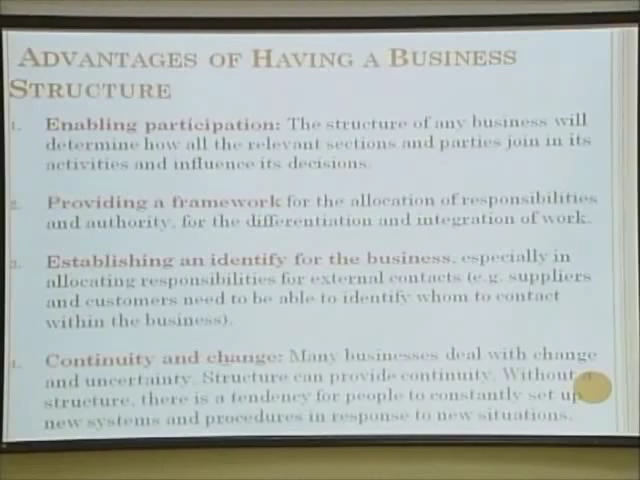 ADVANTAGES OF HAVING A BUSINESS
STRUCTURE
1. Enabling participation: The structure of any business will
determine how all the relevant sections and parties join in its
activities and influence its decisions.
2. Providing a framework for the allocation of responsibilities
and authority, for the differentiation and integration of work.
3. Establishing an identify for the business, especially in
allocating responsibilities for external contacts (e.g. suppliers
and customers need to be able to identify whom to contact
within the business).
4. Continuity and change: Many businesses deal with change
and uncertainty. Structure can provide continuity. Without a
structure, there is a tendency for people to constantly set up
new systems and procedures in response to new situations.